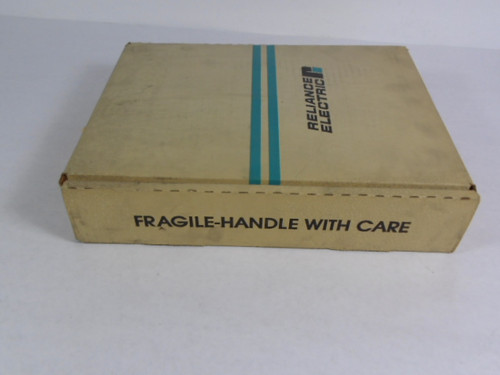 RELIANCE
ELECTRIC
FRAGILE-HANDLE WITH CARE